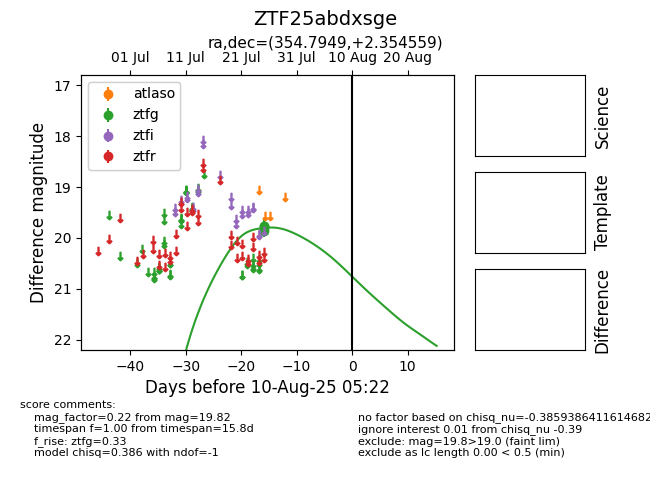 ZTF25abdxsge
ra,dec=(354.7949,+2.354559)
01 Jul 11 Jul 21 Jul 31 Jul 10 Aug 20 Aug
17
18
19
20
21
22
Difference magnitude
atlaso
ztfg
ztfi
ztfr
−40 −30 −20 −10 0 10
Days before 10-Aug-25 05:22
Science
Template
Difference
score comments:
mag_factor=0.22 from mag=19.82
timespan f=1.00 from timespan=15.8d
f_rise: ztfg=0.33
model chisq=0.386 with ndof=-1
no factor based on chisq_nu=-0.3859386411614682
ignore interest 0.01 from chisq_nu -0.39
exclude: mag=19.8>19.0 (faint lim)
exclude as lc length 0.00 < 0.5 (min)